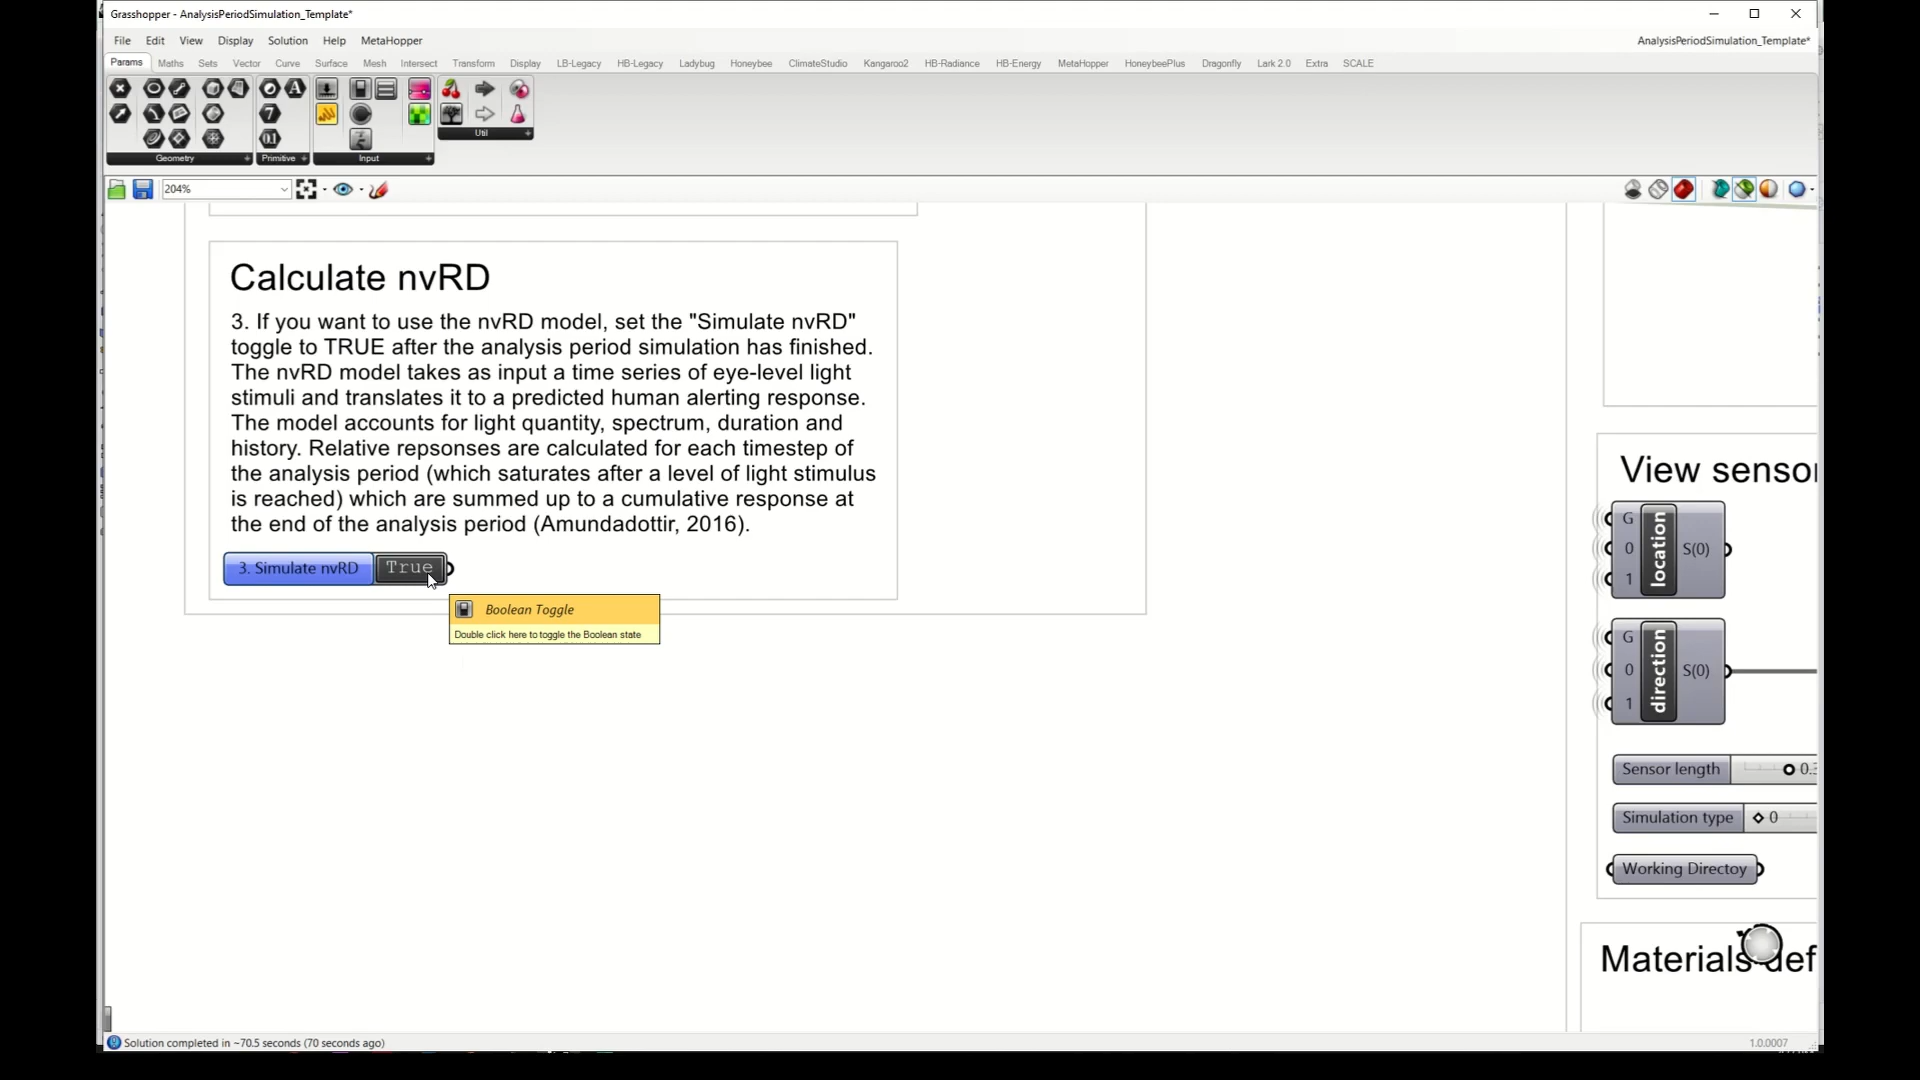 Grasshopper - AnalysisPeriodSimulation_Template*
File Edit View Display Solution Help MetaHopper
AnalysisPeriodSimulation_Template*
Params Maths Sets Vector Curve Surface Mesh Intersect Transform Display LB-Legacy HB-Legacy Ladybug Honeybee ClimateStudio Kangaroo2 HB-Radiance HB-Energy MetaHopper HoneybeePlus Dragonfly Lark 2.0 Extra SCALE
Geometry Primitive Input Util
204%
Calculate nvRD
3. If you want to use the nvRD model, set the "Simulate nvRD"
toggle to TRUE after the analysis period simulation has finished.
The nvRD model takes as input a time series of eye-level light
stimuli and translates it to a predicted human alerting response.
The model accounts for light quantity, spectrum, duration and
history. Relative repsonses are calculated for each timestep of
the analysis period (which saturates after a level of light stimulus
is reached) which are summed up to a cumulative response at
the end of the analysis period (Amundadottir, 2016).
3. Simulate nvRD True
Boolean Toggle
Double click here to toggle the Boolean state
View sensor
G
0
1
location
S(0)
G
0
1
direction
S(0)
Sensor length 0.3
Simulation type 0
Working Directoy
Materials def
Solution completed in ~70.5 seconds (70 seconds ago)
1.0.0007